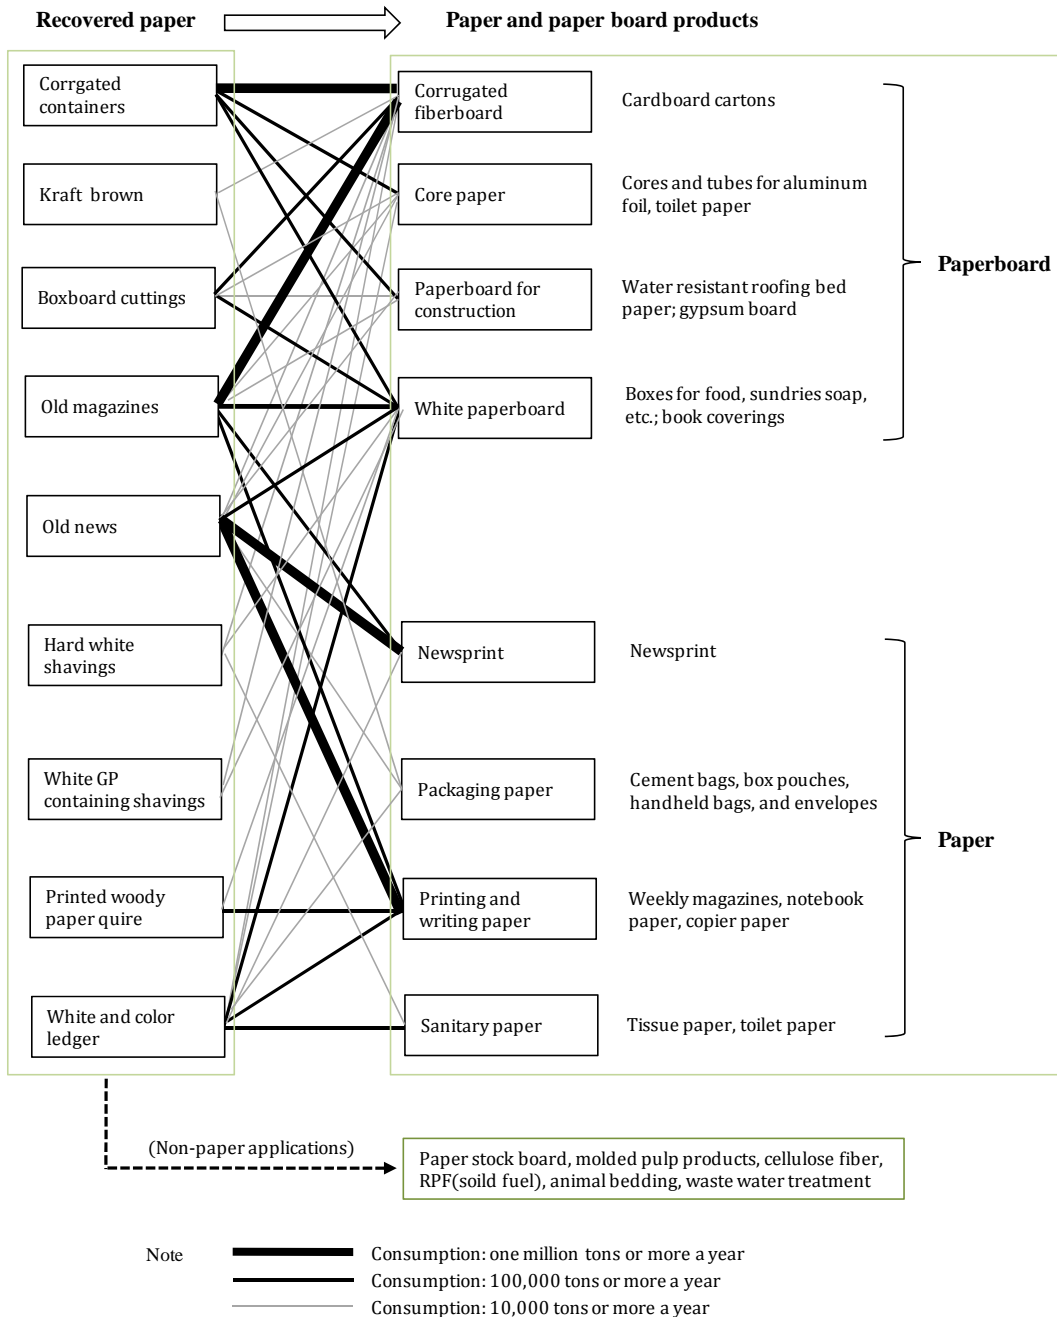 Recovered paper
Paper and paper board products
Corrgated
containers
Corrugated
fiberboard
Cardboard cartons
Kraft brown
Core paper
Cores and tubes for aluminum
foil, toilet paper
Paperboard
Boxboard cuttings
Paperboard for
construction
Water resistant roofing bed
paper; gypsum board
Old magazines
White paperboard
Boxes for food, sundries soap,
etc.; book coverings
Old news
Hard white
shavings
Newsprint
Newsprint
White GP
containing shavings
Packaging paper
Cement bags, box pouches,
handheld bags, and envelopes
Paper
Printed woody
paper quire
Printing and
writing paper
Weekly magazines, notebook
paper, copier paper
White and color
ledger
Sanitary paper
Tissue paper, toilet paper
(Non-paper applications)
Paper stock board, molded pulp products, cellulose fiber,
RPF(soild fuel), animal bedding, waste water treatment
Note
Consumption: one million tons or more a year
Consumption: 100,000 tons or more a year
Consumption: 10,000 tons or more a year